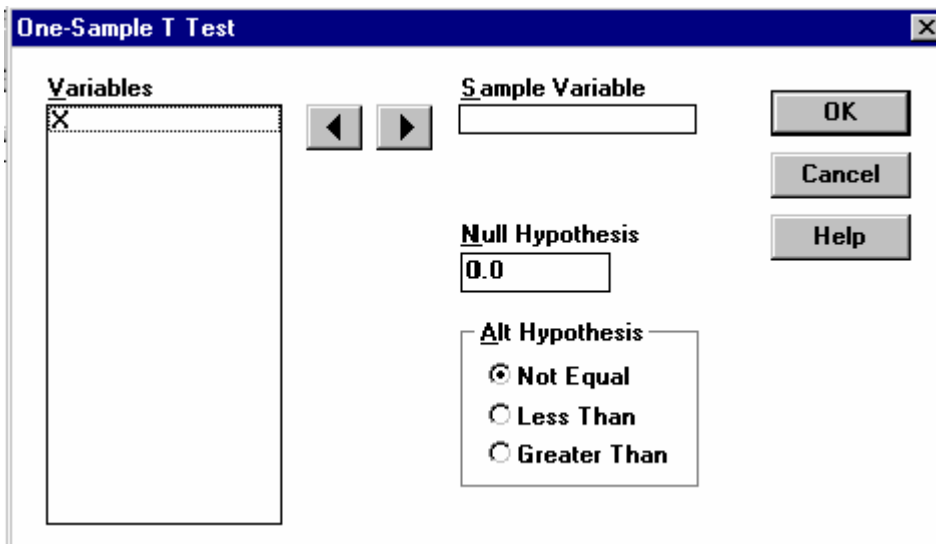 One-Sample T Test
Variables
X
Sample Variable
Null Hypothesis
0.0
Alt Hypothesis
Not Equal
Less Than
Greater Than
OK
Cancel
Help